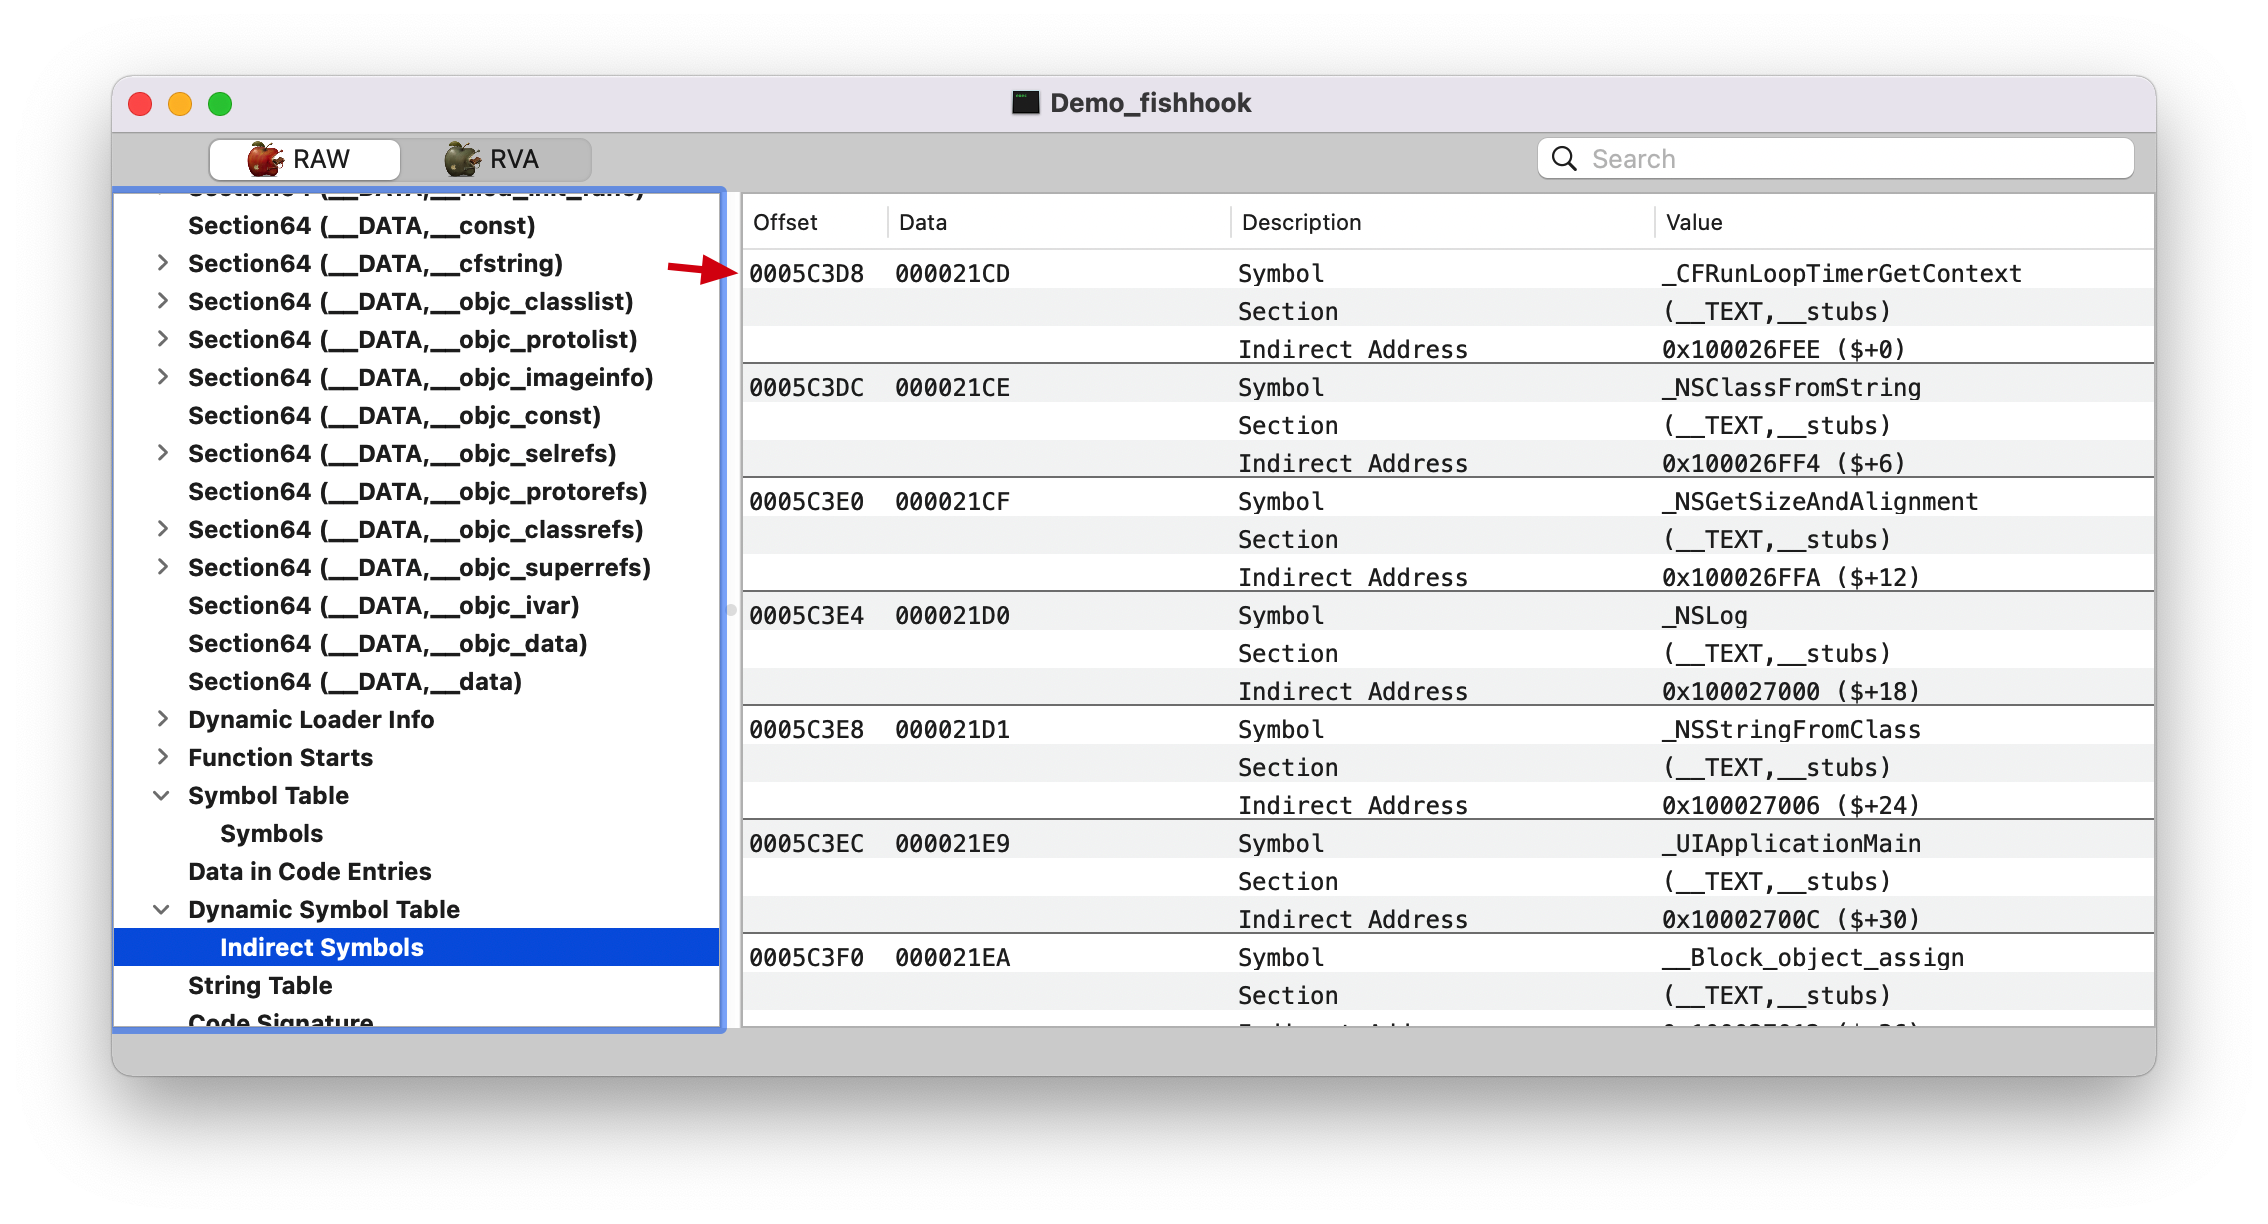 Demo_fishhook
RAW RVA
Search
Section64 (__DATA,__mod_init_func)
Section64 (__DATA,__const)
Section64 (__DATA,__cfstring)
Section64 (__DATA,__objc_classlist)
Section64 (__DATA,__objc_protolist)
Section64 (__DATA,__objc_imageinfo)
Section64 (__DATA,__objc_const)
Section64 (__DATA,__objc_selrefs)
Section64 (__DATA,__objc_protorefs)
Section64 (__DATA,__objc_classrefs)
Section64 (__DATA,__objc_superrefs)
Section64 (__DATA,__objc_ivar)
Section64 (__DATA,__objc_data)
Section64 (__DATA,__data)
Dynamic Loader Info
Function Starts
Symbol Table
Symbols
Data in Code Entries
Dynamic Symbol Table
Indirect Symbols
String Table
Code Signature
Offset Data Description Value
0005C3D8 000021CD Symbol _CFRunLoopTimerGetContext
Section (__TEXT,__stubs)
Indirect Address 0x100026FEE ($+0)
0005C3DC 000021CE Symbol _NSClassFromString
Section (__TEXT,__stubs)
Indirect Address 0x100026FF4 ($+6)
0005C3E0 000021CF Symbol _NSGetSizeAndAlignment
Section (__TEXT,__stubs)
Indirect Address 0x100026FFA ($+12)
0005C3E4 000021D0 Symbol _NSLog
Section (__TEXT,__stubs)
Indirect Address 0x100027000 ($+18)
0005C3E8 000021D1 Symbol _NSStringFromClass
Section (__TEXT,__stubs)
Indirect Address 0x100027006 ($+24)
0005C3EC 000021E9 Symbol _UIApplicationMain
Section (__TEXT,__stubs)
Indirect Address 0x10002700C ($+30)
0005C3F0 000021EA Symbol __Block_object_assign
Section (__TEXT,__stubs)